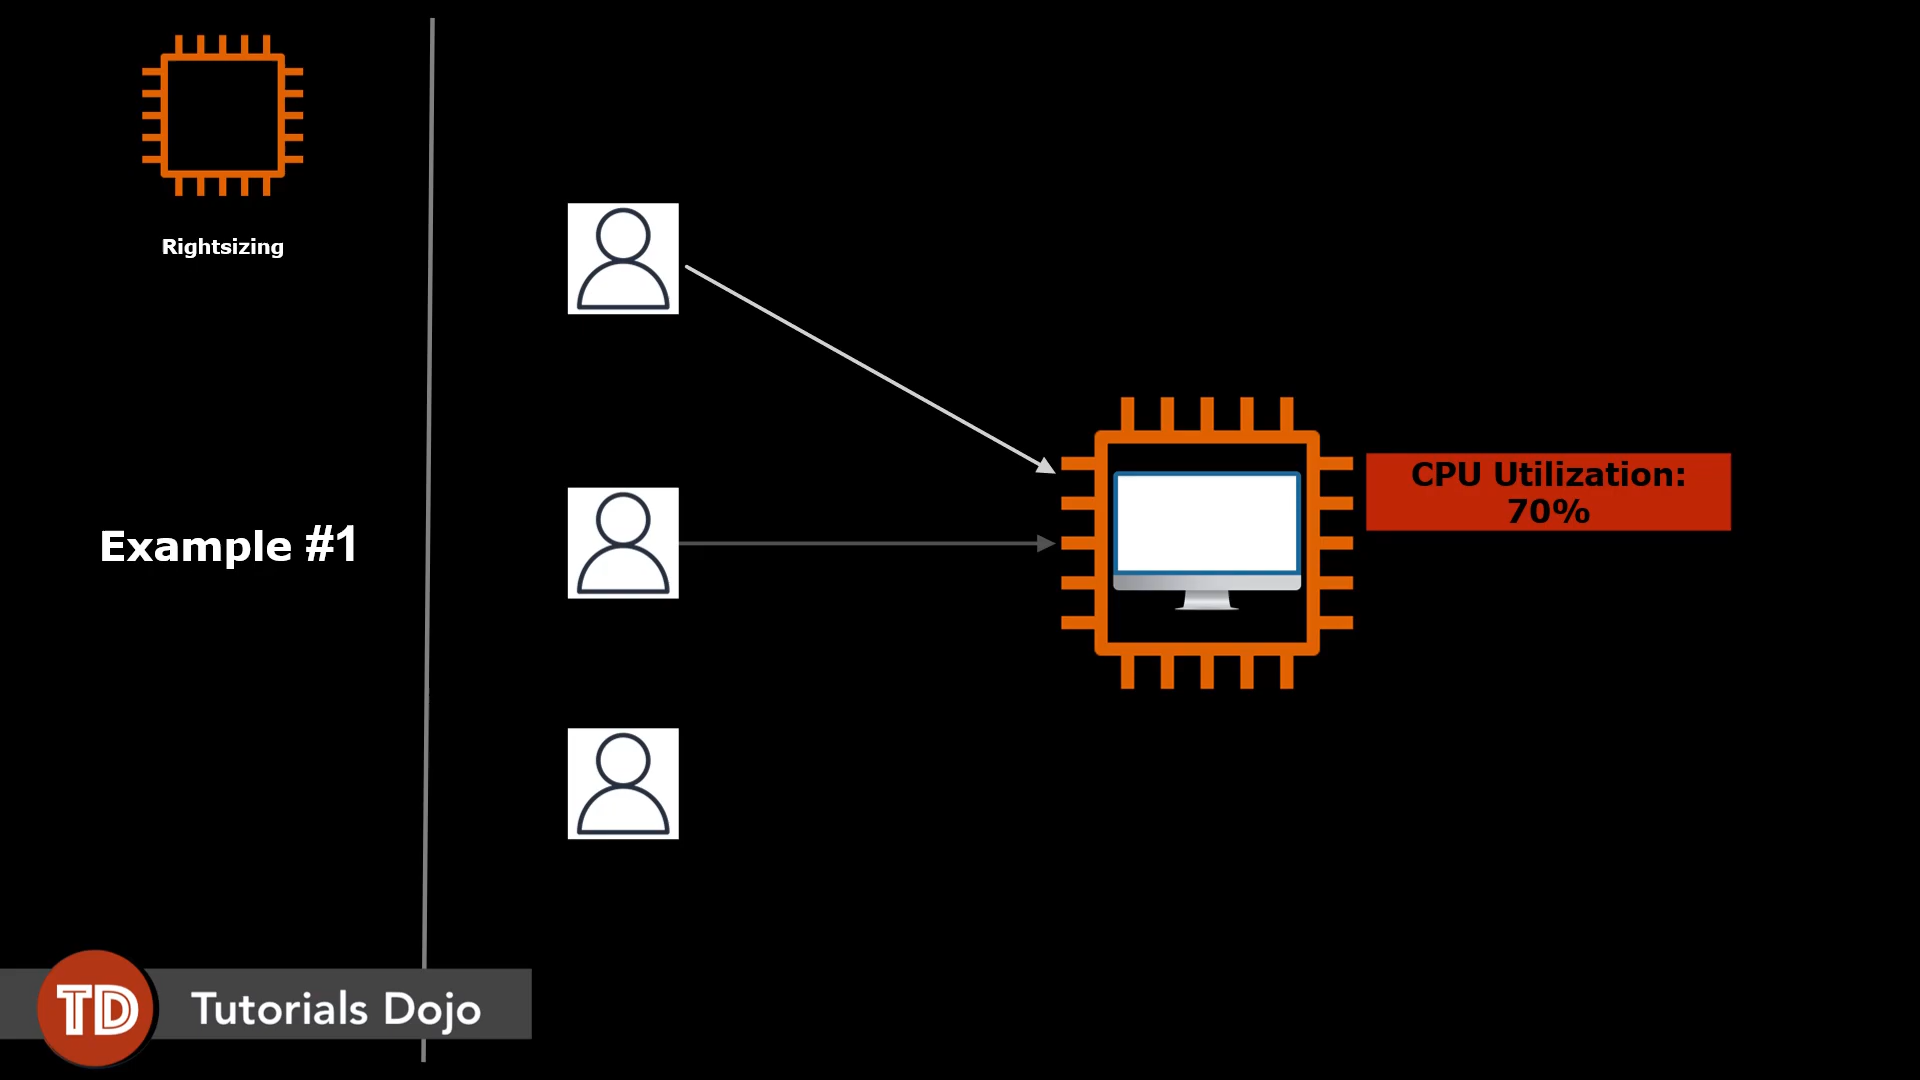 Rightsizing
Example #1
CPU Utilization:
70%
TD
Tutorials Dojo